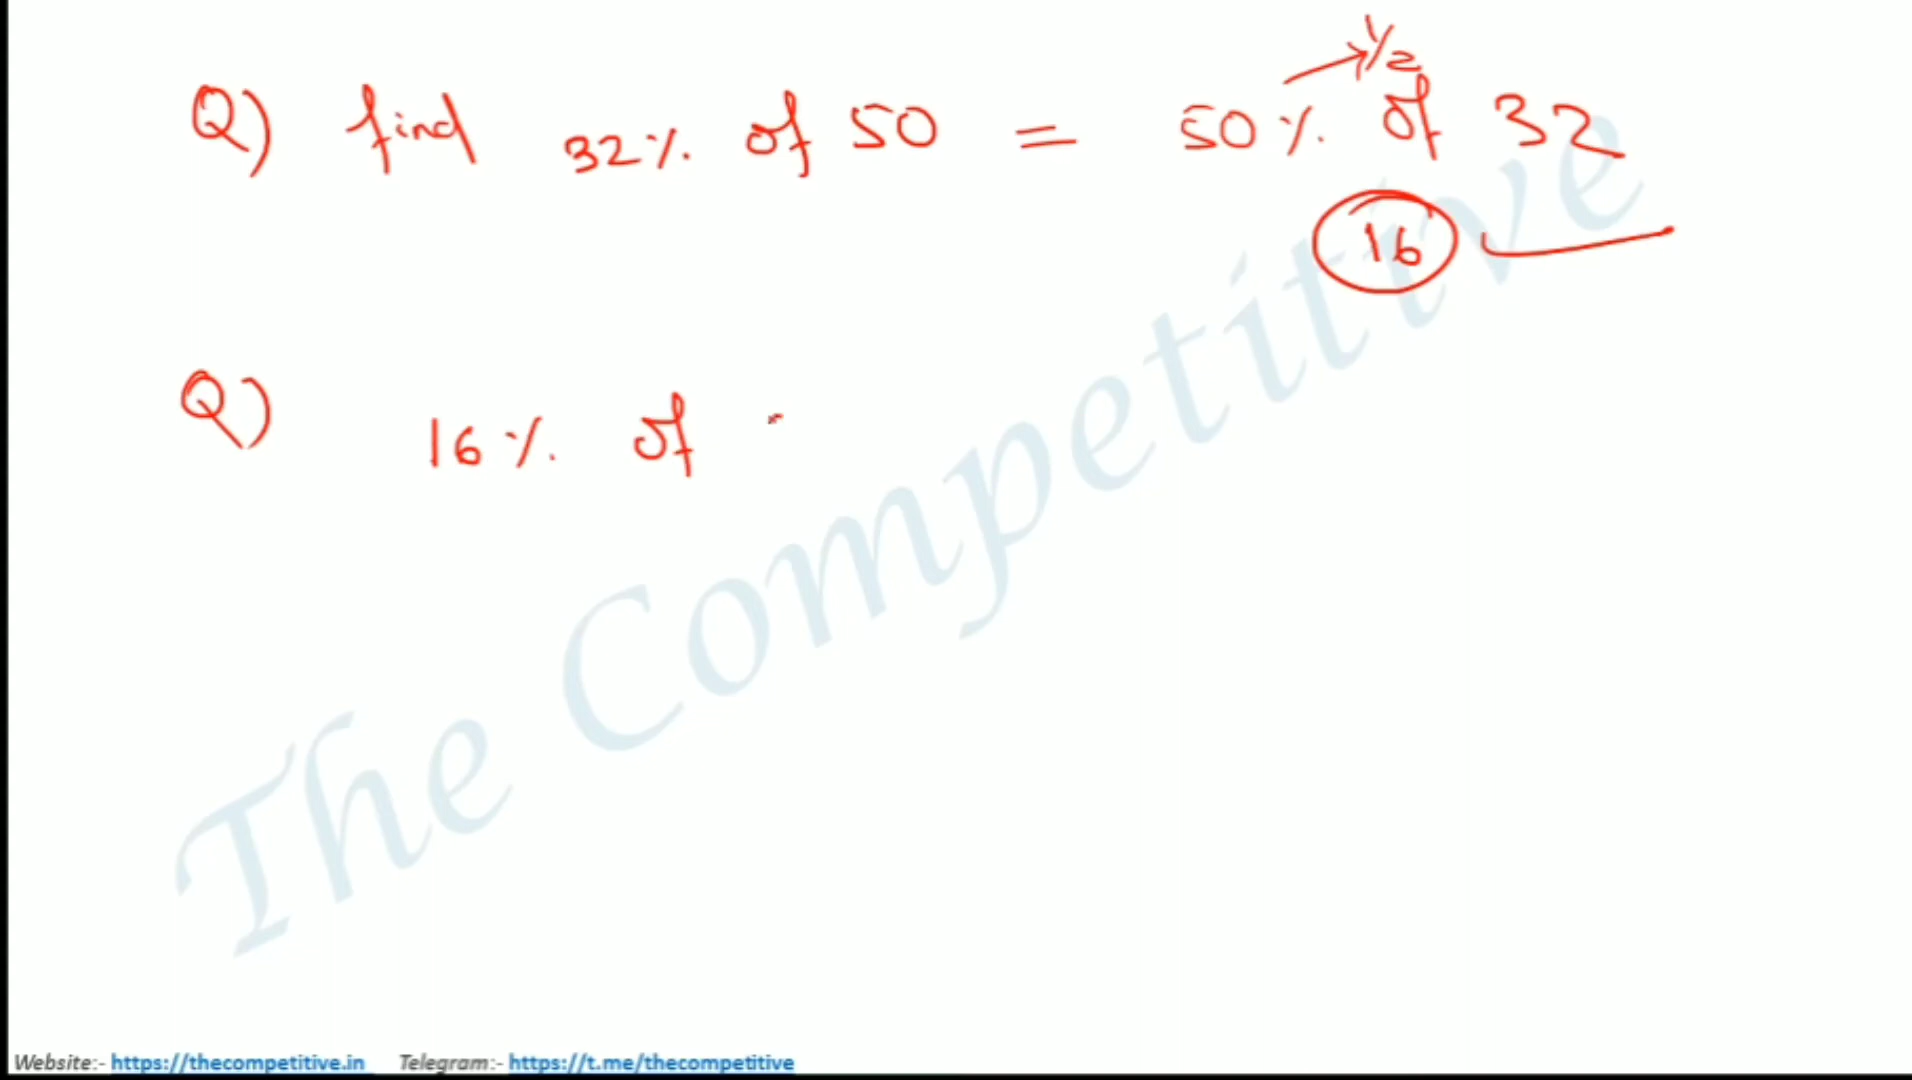 Q) find 32% of 50 = 50% of 32
1/2
16
Q) 16% of
The Competitive
Website:- https://thecompetitive.in Telegram:- https://t.me/thecompetitive